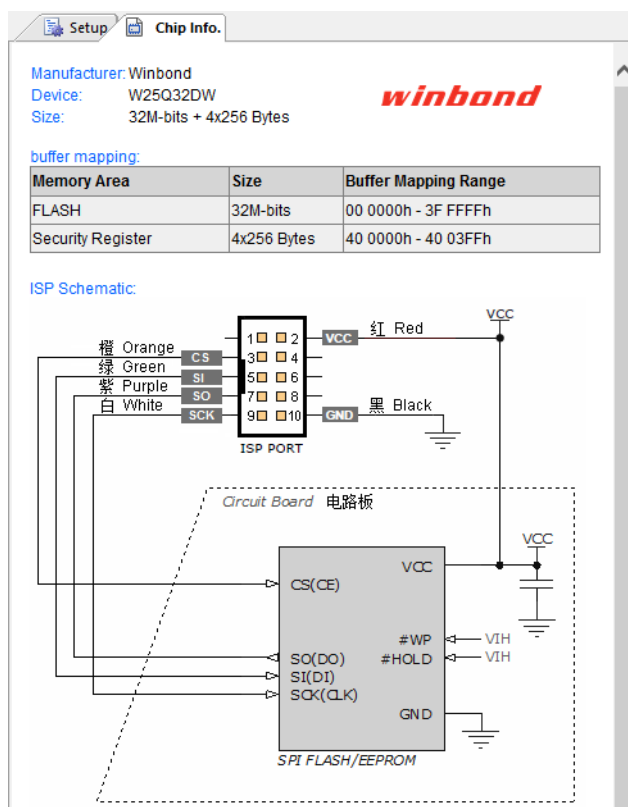 Setup Chip Info.
Manufacturer: Winbond
winbond
Device: W25Q32DW
Size: 32M-bits + 4x256 Bytes
buffer mapping:
Memory Area Size Buffer Mapping Range
FLASH 32M-bits 00 0000h - 3F FFFFh
Security Register 4x256 Bytes 40 0000h - 40 03FFh
ISP Schematic:
VCC
1 2 VCC 红 Red
橙 Orange CS 3 4
绿 Green SI 5 6
紫 Purple SO 7 8
白 White SCK 9 10 GND 黑 Black
ISP PORT
Circuit Board 电路板
VCC
VCC
CS(CE)
#WP VIH
SO(DO) #HOLD VIH
SI(DI)
SCK(CLK)
GND
SPI FLASH/EEPROM